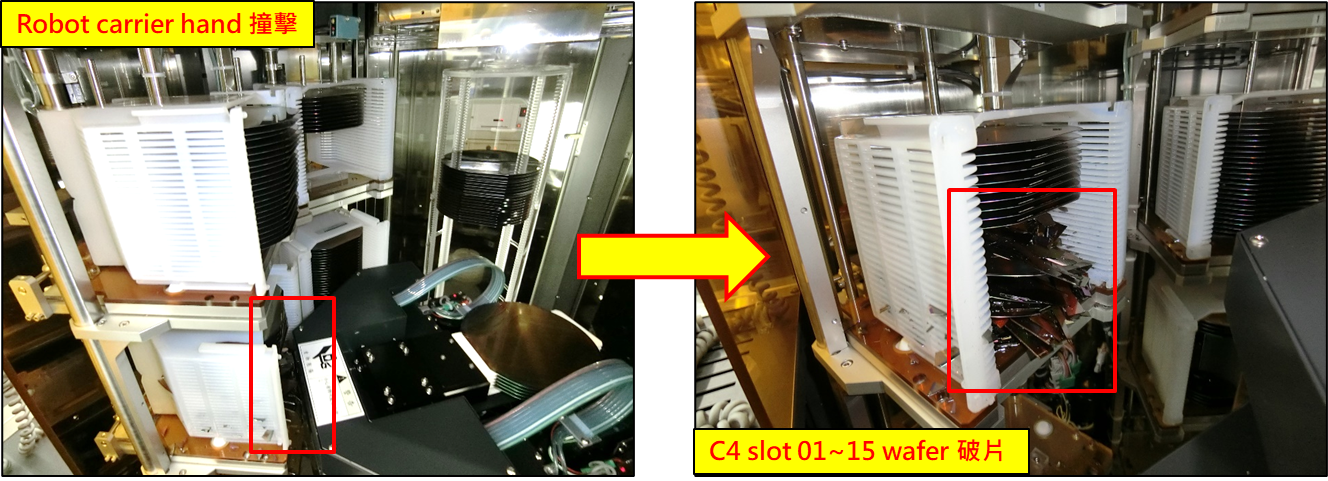 Robot carrier hand 撞擊
C4 slot 01~15 wafer 破片